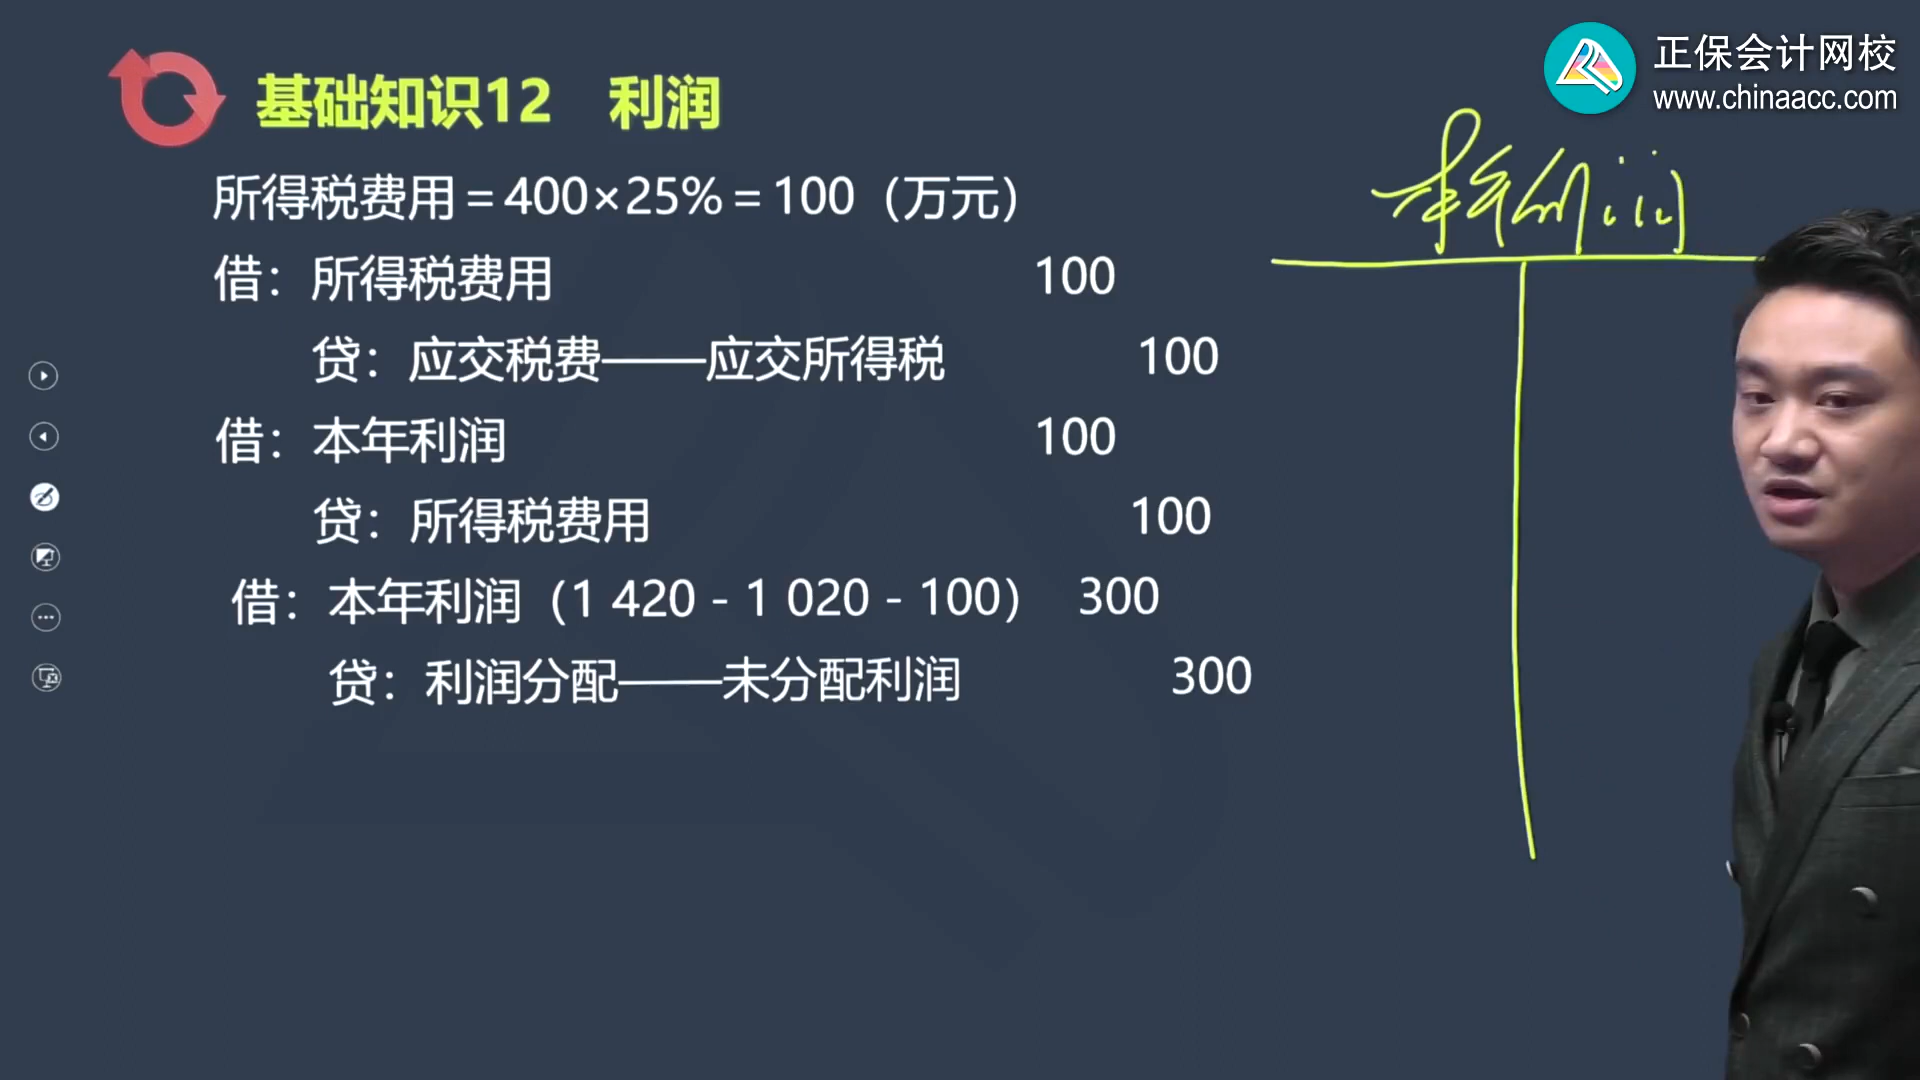 正保会计网校
www.chinaacc.com
基础知识12 利润
本年利润
所得税费用＝400×25%＝100（万元）
借：所得税费用 100
贷：应交税费——应交所得税 100
借：本年利润 100
贷：所得税费用 100
借：本年利润（1 420－1 020－100） 300
贷：利润分配——未分配利润 300